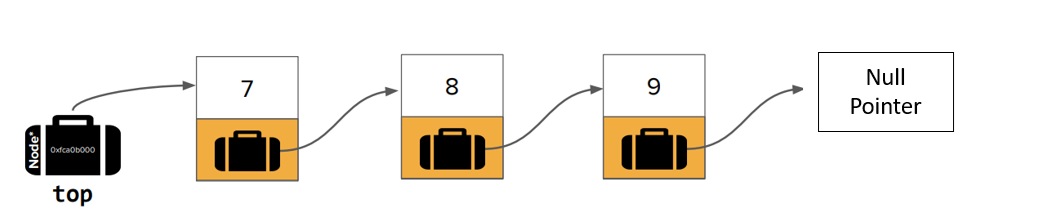 7
8
9
Null
Pointer
Node*
0xfca0b000
top